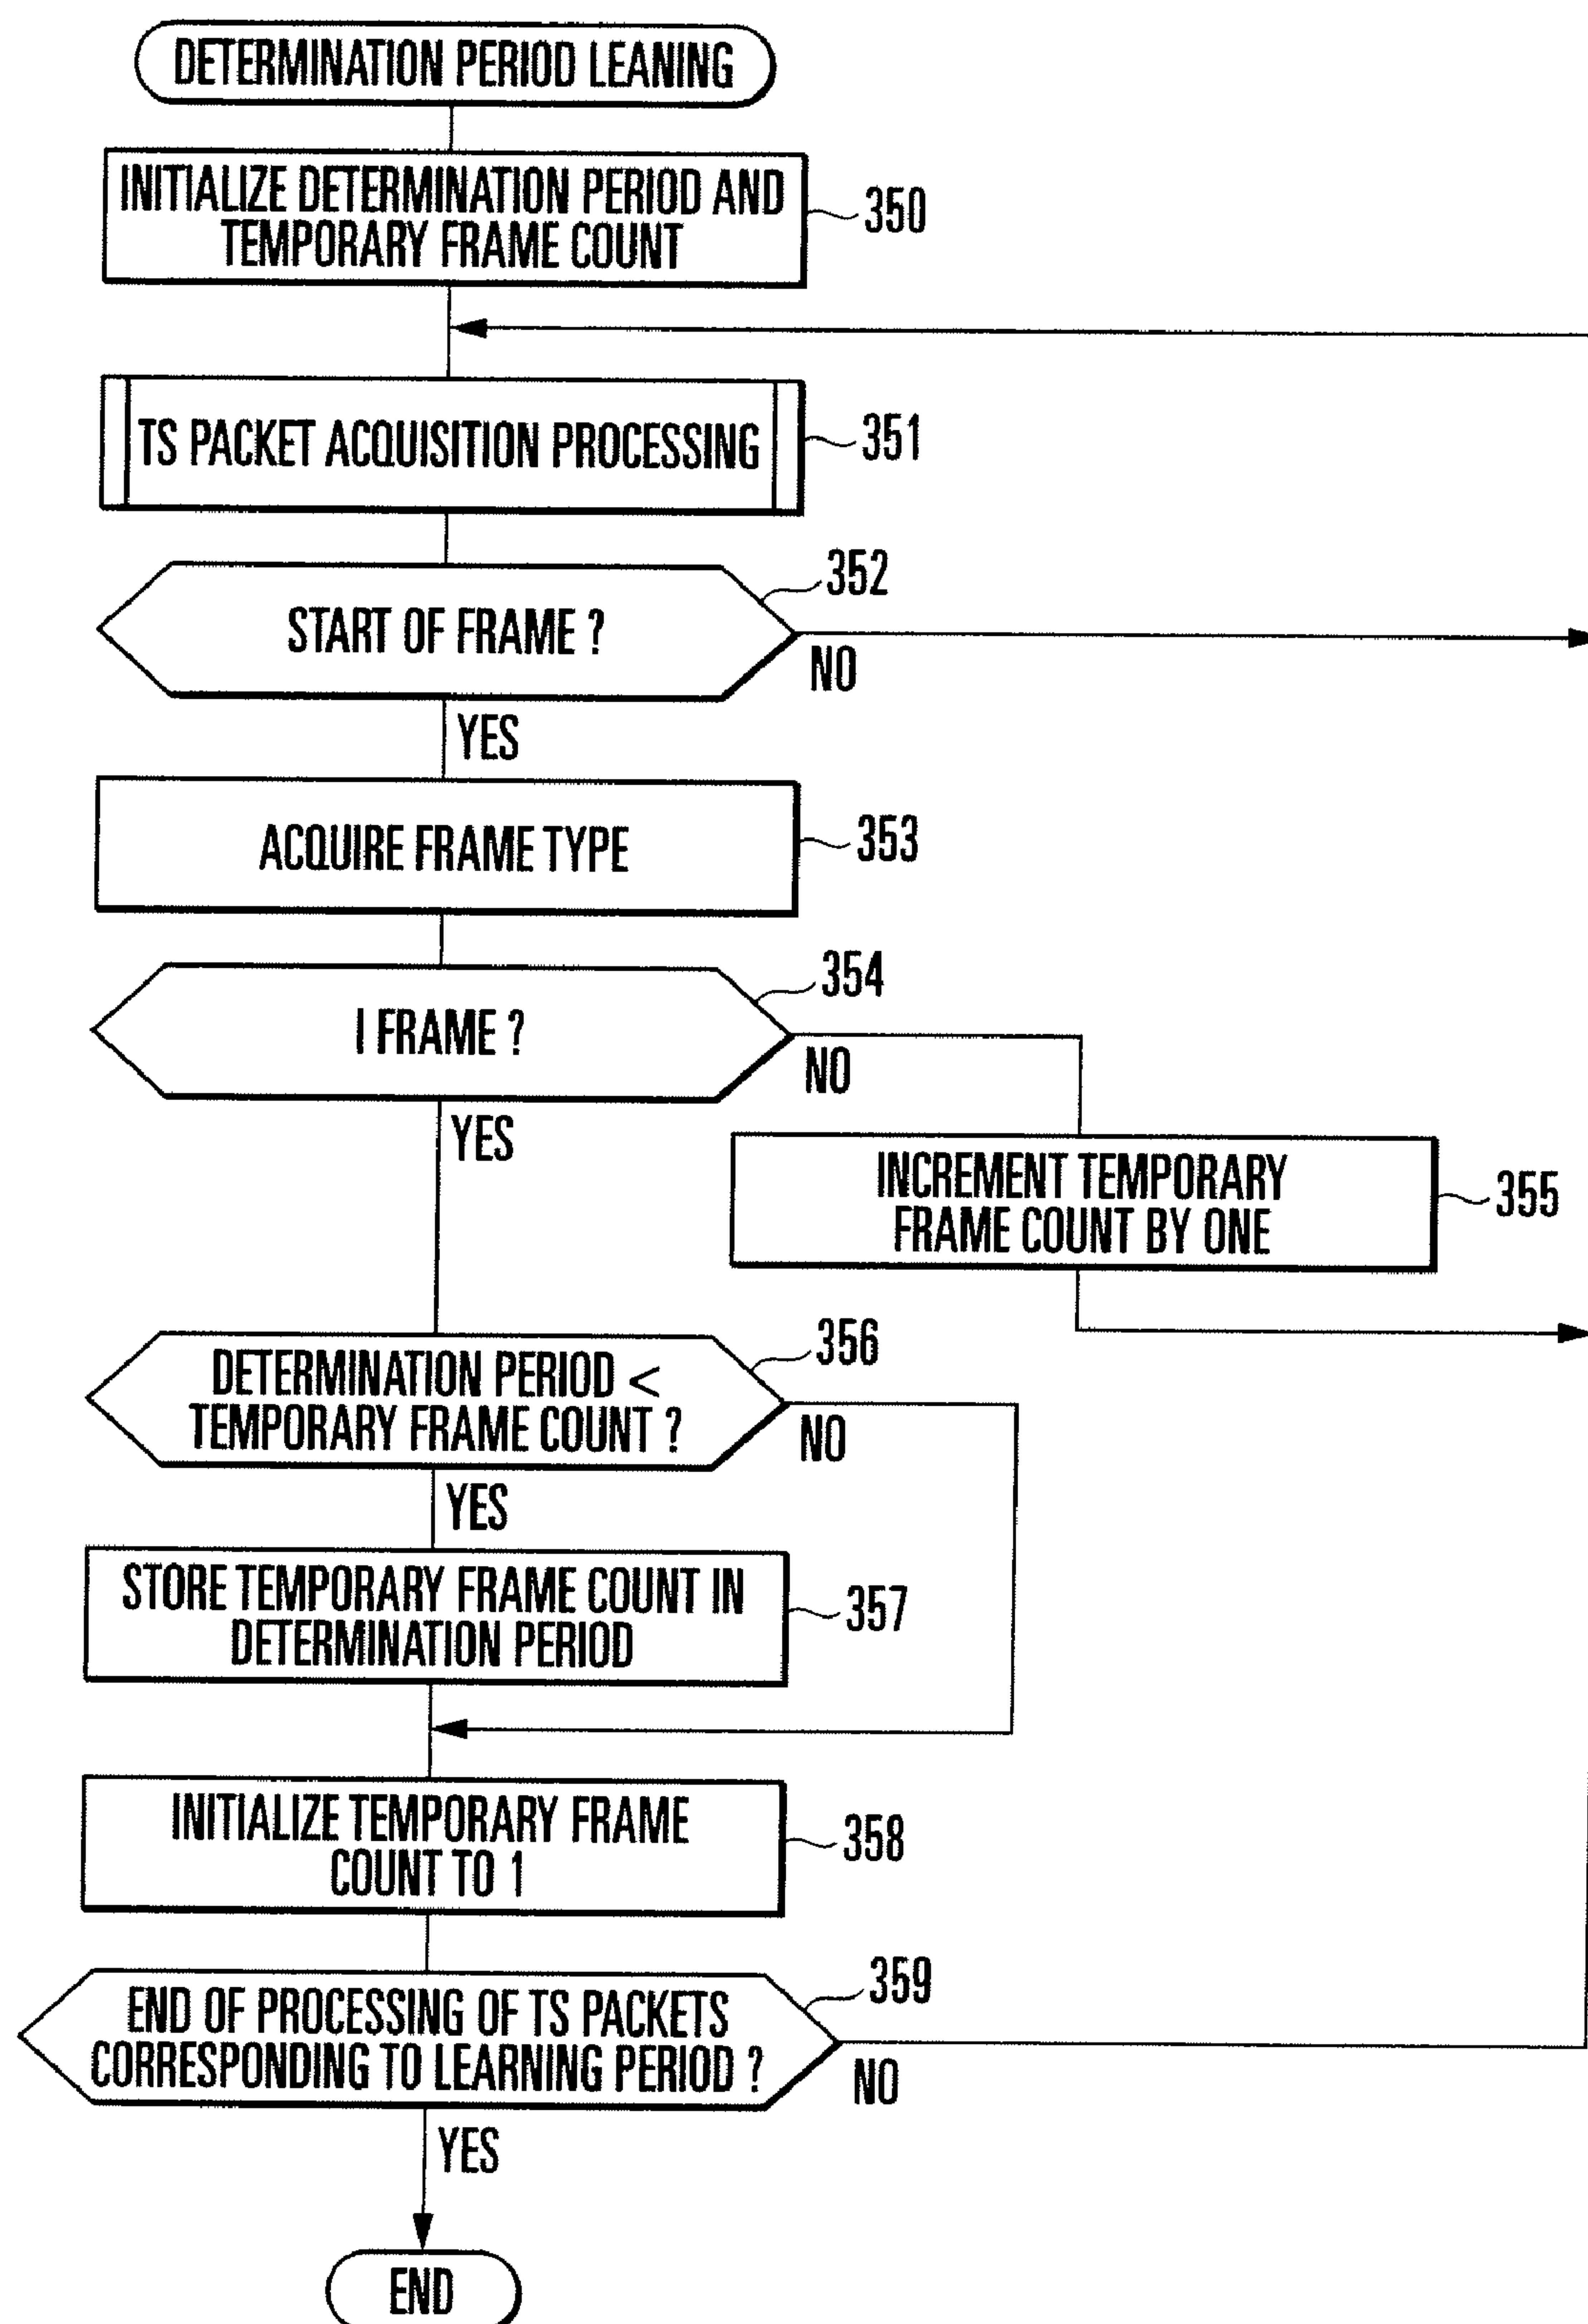 DETERMINATION PERIOD LEANING
INITIALIZE DETERMINATION PERIOD AND
TEMPORARY FRAME COUNT
350
TS PACKET ACQUISITION PROCESSING
351
352
START OF FRAME ?
NO
YES
ACQUIRE FRAME TYPE
353
354
I FRAME ?
NO
YES
INCREMENT TEMPORARY
FRAME COUNT BY ONE
355
356
DETERMINATION PERIOD <
TEMPORARY FRAME COUNT ?
NO
YES
STORE TEMPORARY FRAME COUNT IN
DETERMINATION PERIOD
357
INITIALIZE TEMPORARY FRAME
COUNT TO 1
358
359
END OF PROCESSING OF TS PACKETS
CORRESPONDING TO LEARNING PERIOD ?
NO
YES
END